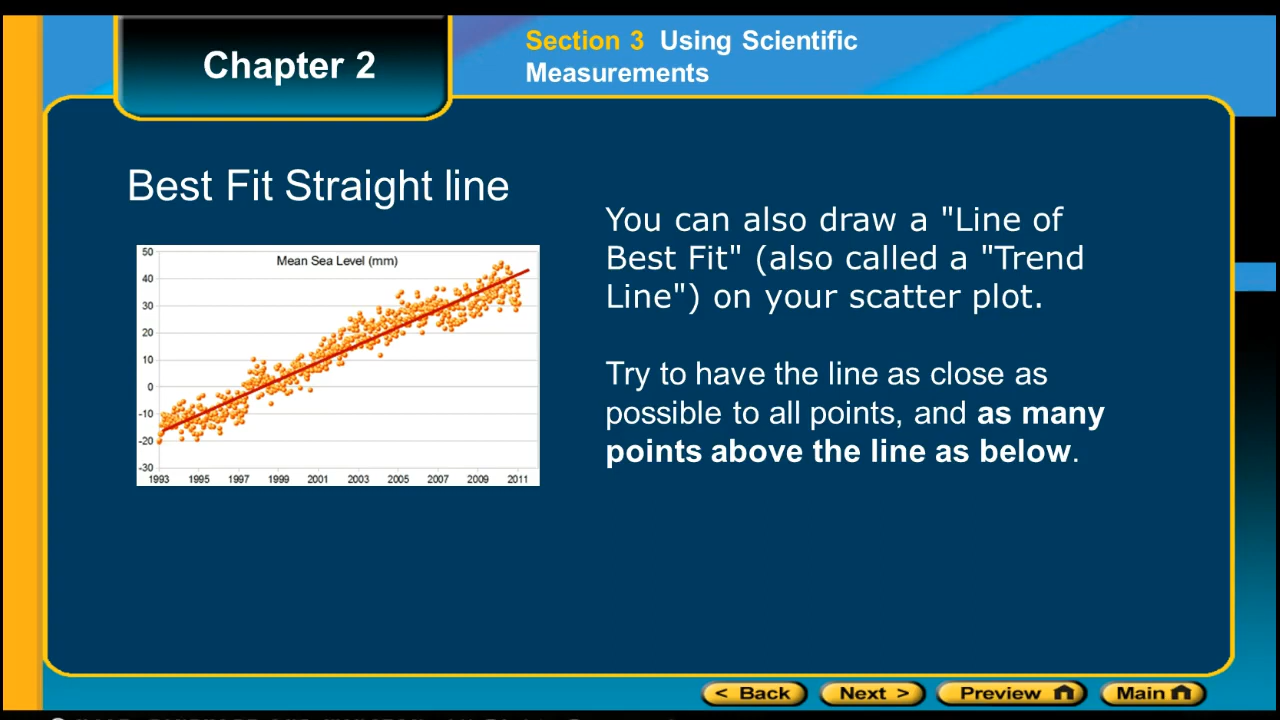 Chapter 2
Section 3 Using Scientific
Measurements
Best Fit Straight line
You can also draw a "Line of
Best Fit" (also called a "Trend
Line") on your scatter plot.
Try to have the line as close as
possible to all points, and as many
points above the line as below.
Mean Sea Level (mm)
50
40
30
20
10
0
-10
-20
-30
1993 1995 1997 1999 2001 2003 2005 2007 2009 2011
< Back Next > Preview Main